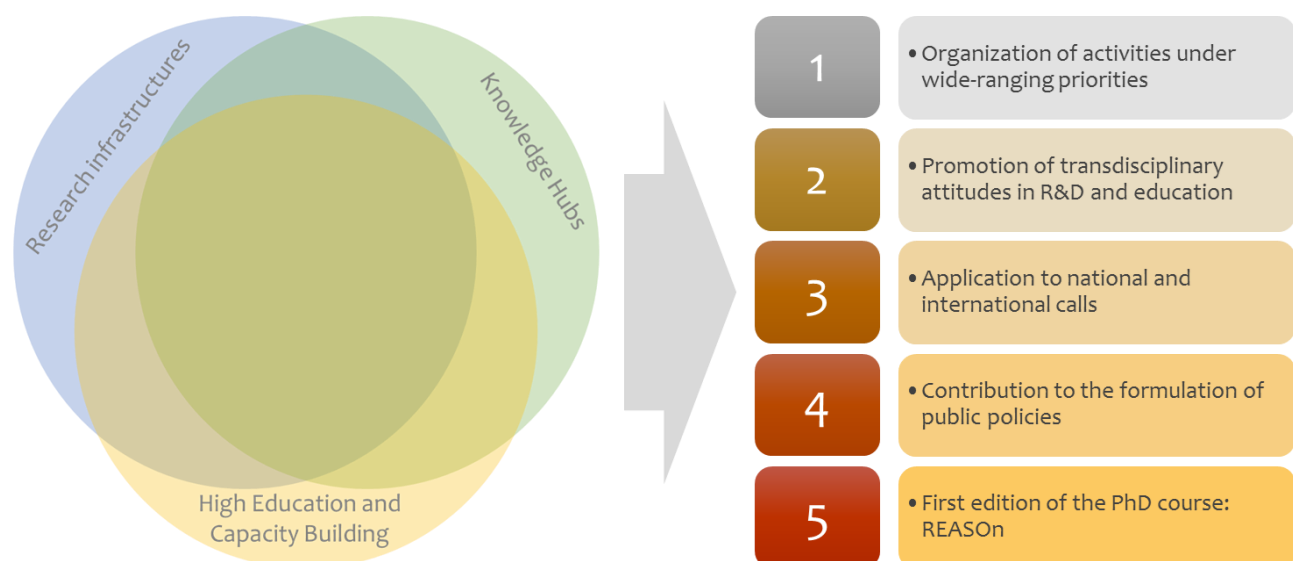 Research infrastructures
Knowledge Hubs
High Education and
Capacity Building
1
• Organization of activities under
wide-ranging priorities
2
• Promotion of transdisciplinary
attitudes in R&D and education
3
• Application to national and
international calls
4
• Contribution to the formulation of
public policies
5
• First edition of the PhD course:
REASOn